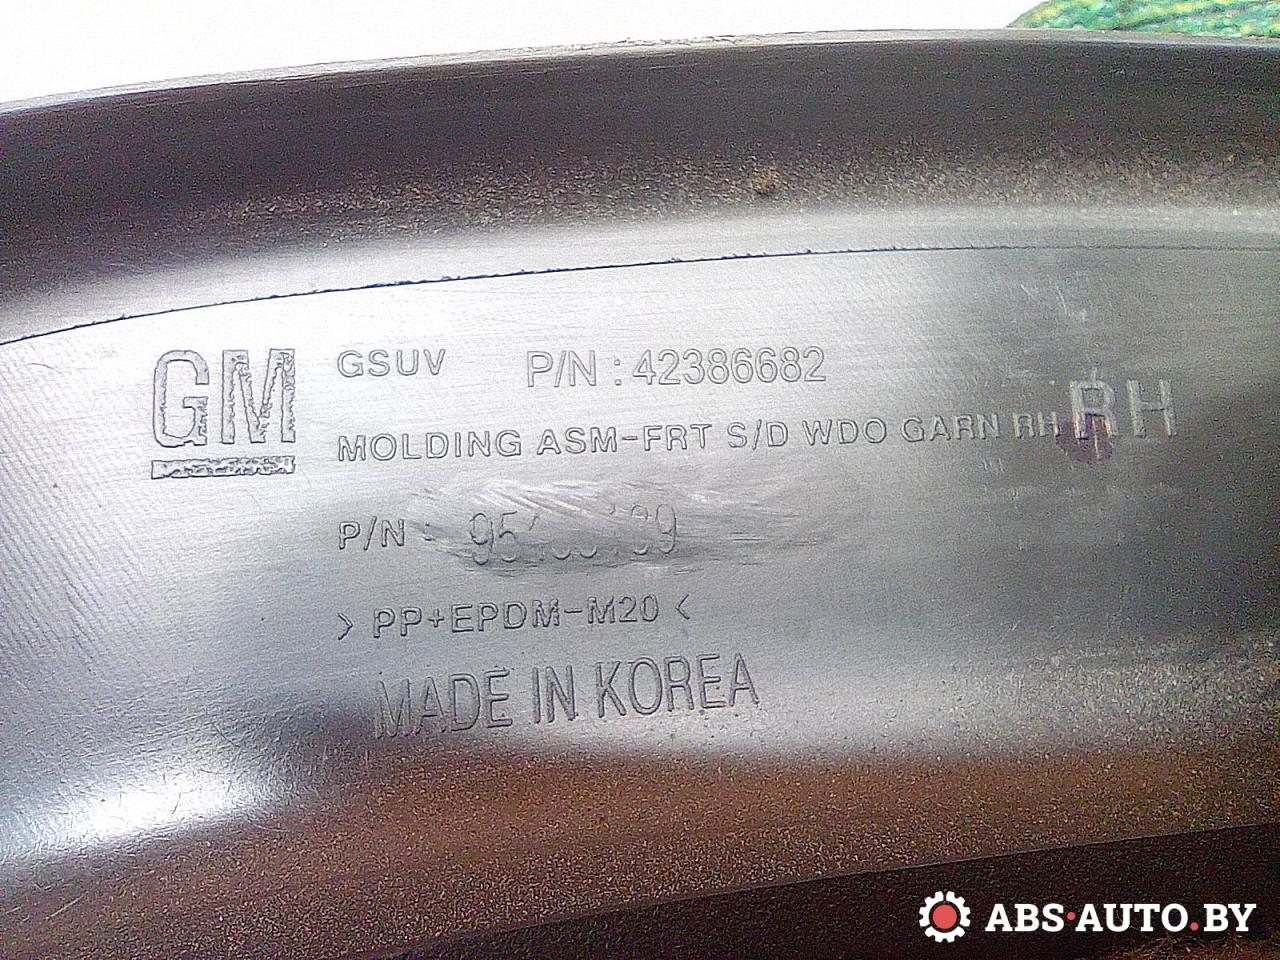 GM
GSUV P/N : 42386682
MOLDING ASM-FRT S/D WDO GARN RH RH
P/N :
> PP+EPDM-M20 <
MADE IN KOREA
ABS·AUTO.BY